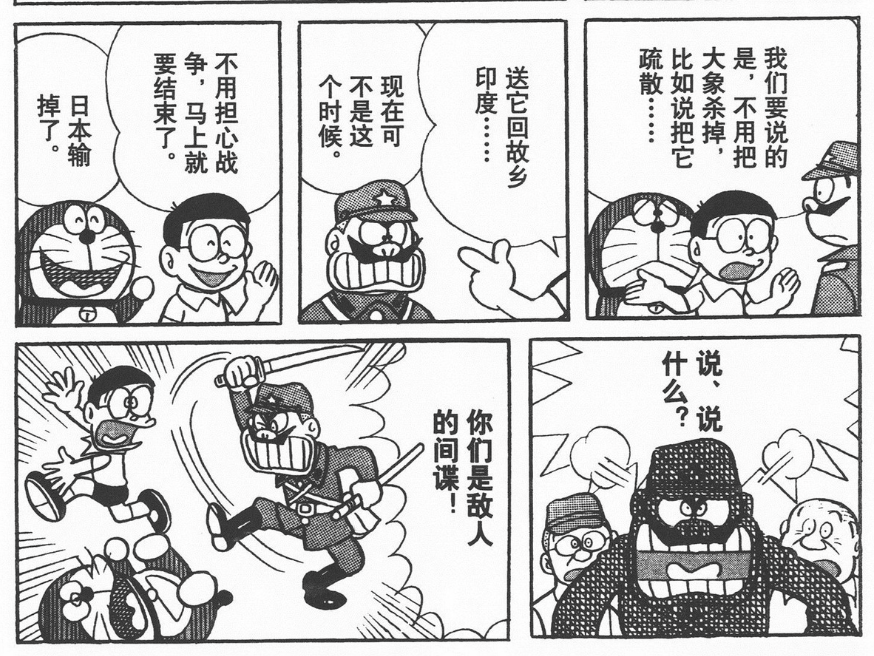 我们要说的
是，不用把
大象杀掉，
比如说把它
疏散……
送它回故乡
印度……
现在可
不是这
个时候。
不用担心战
争，马上就
要结束了。
日本输
掉了。
说、说
什么？
你们是敌人
的间谍！